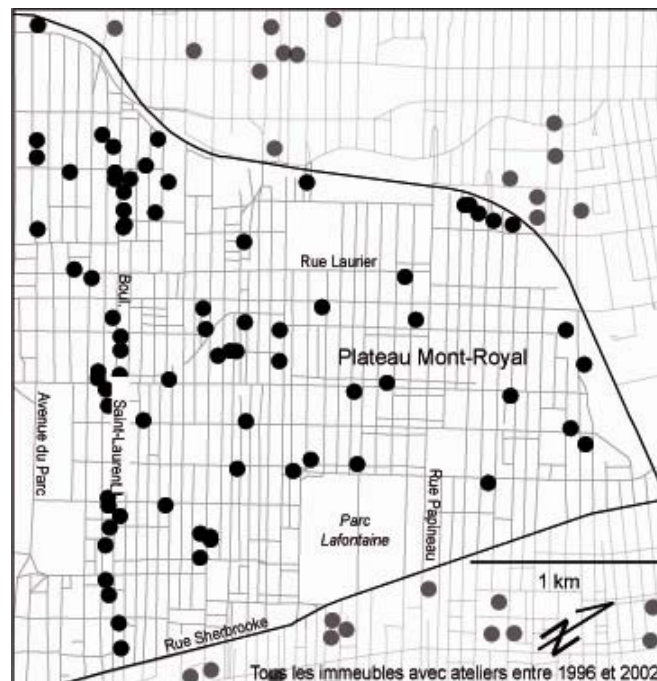 Rue Laurier
Boul.
Saint-Laurent
Plateau Mont-Royal
Avenue du Parc
Rue Papineau
Parc
Lafontaine
1 km
Rue Sherbrooke
N
Tous les immeubles avec ateliers entre 1996 et 2002